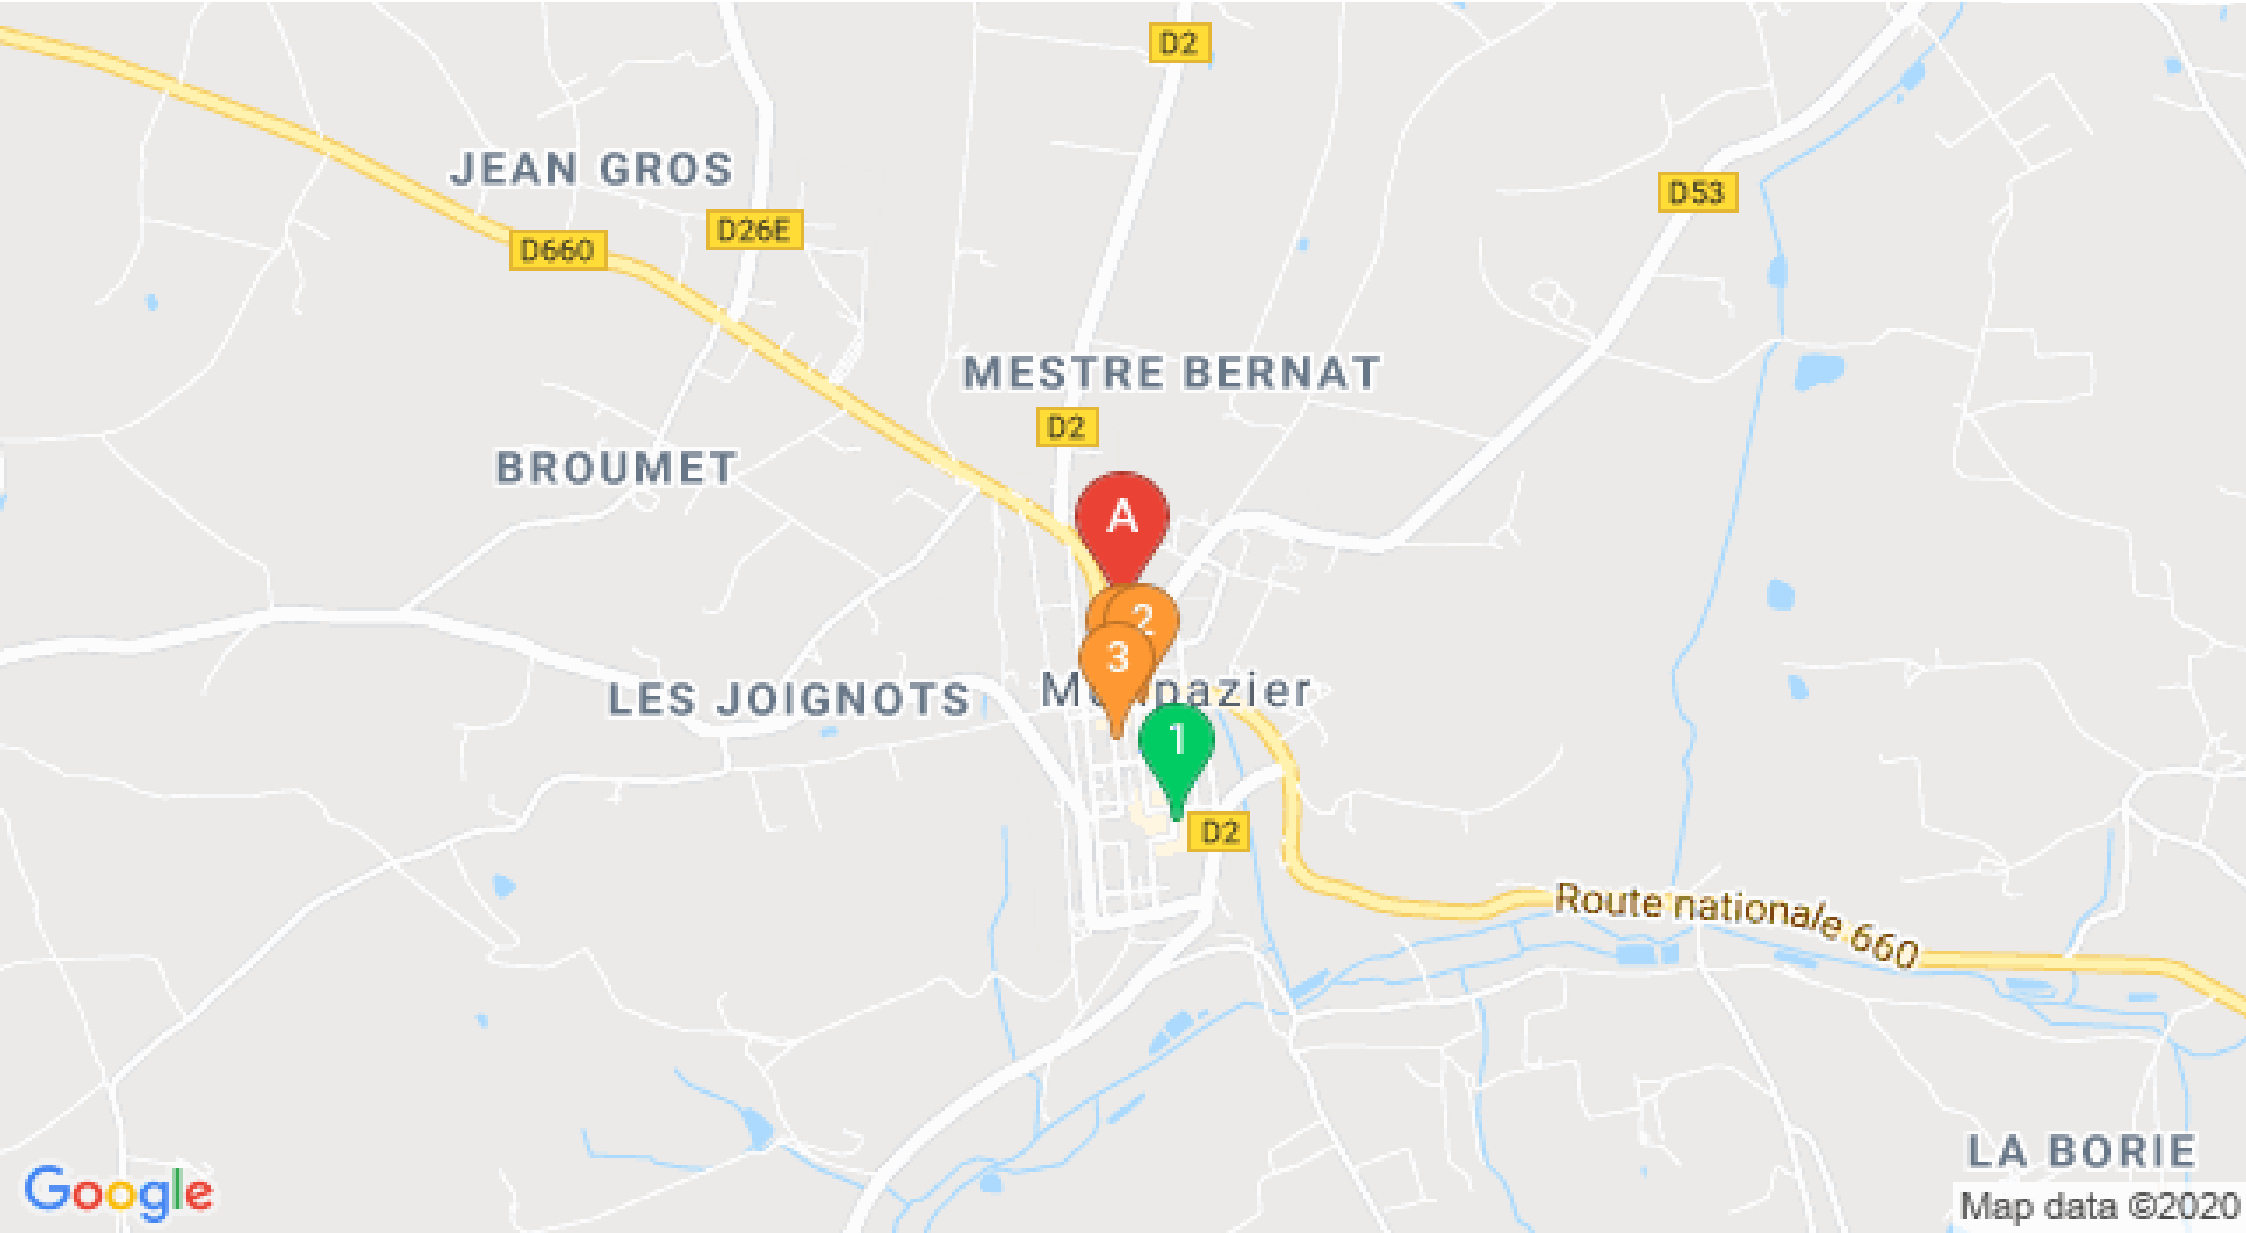 D2
JEAN GROS
D53
D26E
D660
MESTRE BERNAT
D2
BROUMET
A
2
3
LES JOIGNOTS
1
D2
Route nationale 660
LA BORIE
Google
Map data ©2020